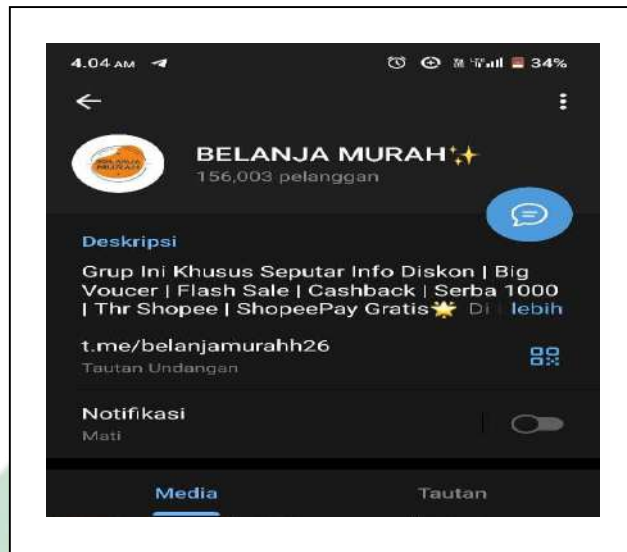 4.04 AM
34%
BELANJA MURAH✨
156,003 pelanggan
Deskripsi
Grup Ini Khusus Seputar Info Diskon | Big
Voucer | Flash Sale | Cashback | Serba 1000
| Thr Shopee | ShopeePay Gratis🌟 Di lebih
t.me/belanjamurahh26
Tautan Undangan
Notifikasi
Mati
Media Tautan